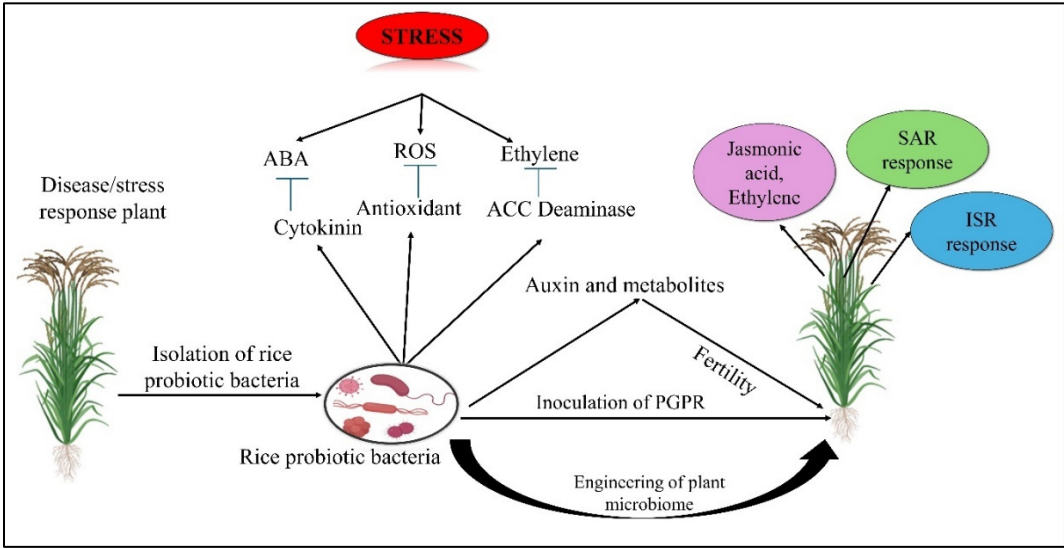 STRESS
ABA
ROS
Ethylene
Cytokinin
Antioxidant
ACC Deaminase
Disease/stress
response plant
Isolation of rice
probiotic bacteria
Rice probiotic bacteria
Auxin and metabolites
Fertility
Inoculation of PGPR
Engineering of plant
microbiome
Jasmonic
acid,
Ethylene
SAR
response
ISR
response